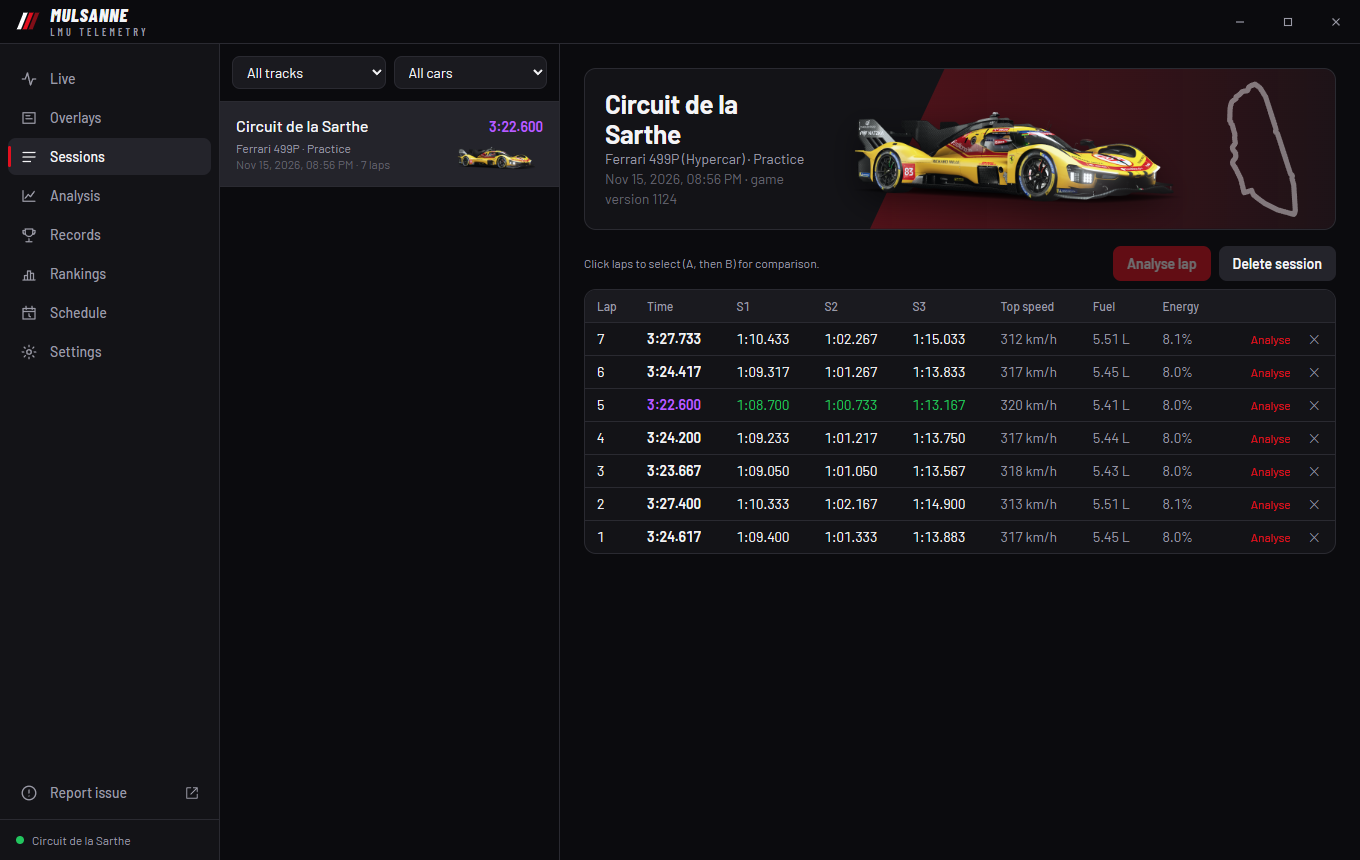 MULSANNE
LMU TELEMETRY
Live
Overlays
Sessions
Analysis
Records
Rankings
Schedule
Settings
Report issue
Circuit de la Sarthe
All tracks All cars
Circuit de la Sarthe 3:22.600
Ferrari 499P · Practice
Nov 15, 2026, 08:56 PM · 7 laps
Circuit de la
Sarthe
Ferrari 499P (Hypercar) · Practice
Nov 15, 2026, 08:56 PM · game
version 1124
83
Click laps to select (A, then B) for comparison.
Analyse lap Delete session
Lap Time S1 S2 S3 Top speed Fuel Energy
7 3:27.733 1:10.433 1:02.267 1:15.033 312 km/h 5.51 L 8.1% Analyse
6 3:24.417 1:09.317 1:01.267 1:13.833 317 km/h 5.45 L 8.0% Analyse
5 3:22.600 1:08.700 1:00.733 1:13.167 320 km/h 5.41 L 8.0% Analyse
4 3:24.200 1:09.233 1:01.217 1:13.750 317 km/h 5.44 L 8.0% Analyse
3 3:23.667 1:09.050 1:01.050 1:13.567 318 km/h 5.43 L 8.0% Analyse
2 3:27.400 1:10.333 1:02.167 1:14.900 313 km/h 5.51 L 8.1% Analyse
1 3:24.617 1:09.400 1:01.333 1:13.883 317 km/h 5.45 L 8.0% Analyse